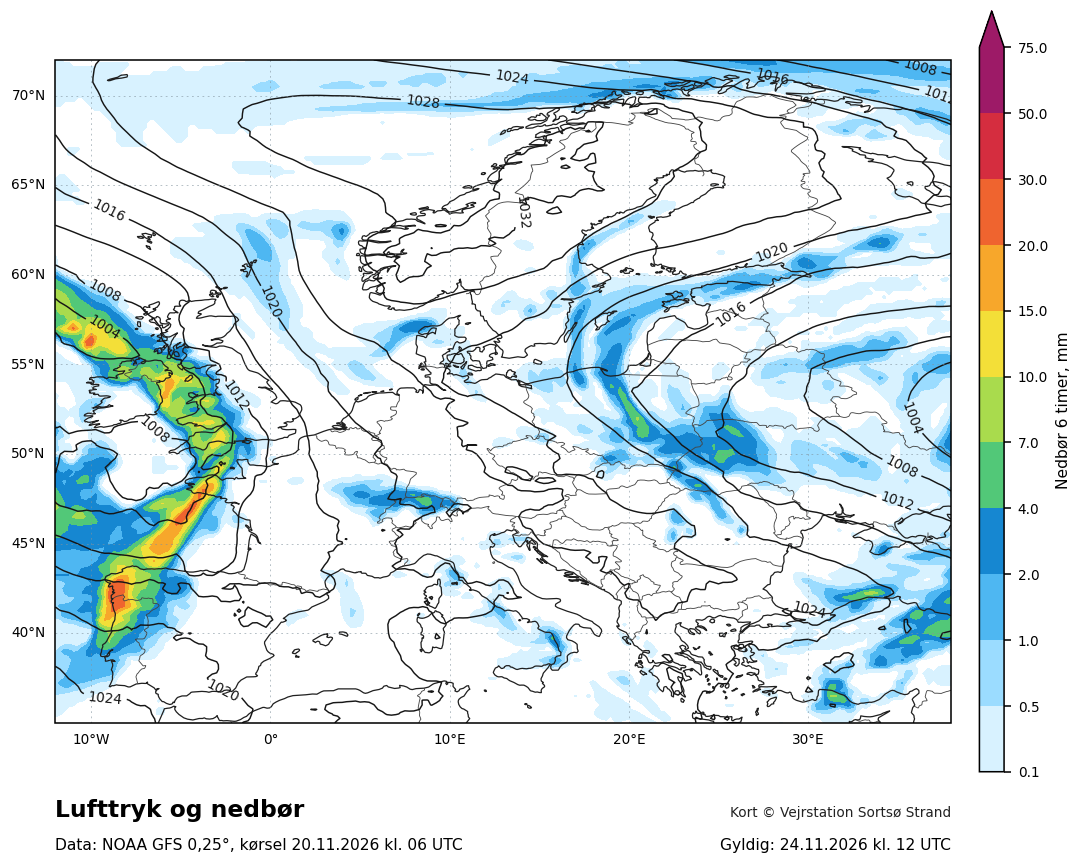 75.0
50.0
30.0
20.0
15.0
10.0
7.0
4.0
2.0
1.0
0.5
0.1
Nedbør 6 timer, mm
70°N
65°N
60°N
55°N
50°N
45°N
40°N
10°W
0°
10°E
20°E
30°E
1008
1024
1016
1028
1016
1032
1020
1008
1020
1016
1004
1012
1008
1004
1008
1012
1024
1024
1020
Lufttryk og nedbør
Kort © Vejrstation Sortsø Strand
Data: NOAA GFS 0,25°, kørsel 20.11.2026 kl. 06 UTC
Gyldig: 24.11.2026 kl. 12 UTC